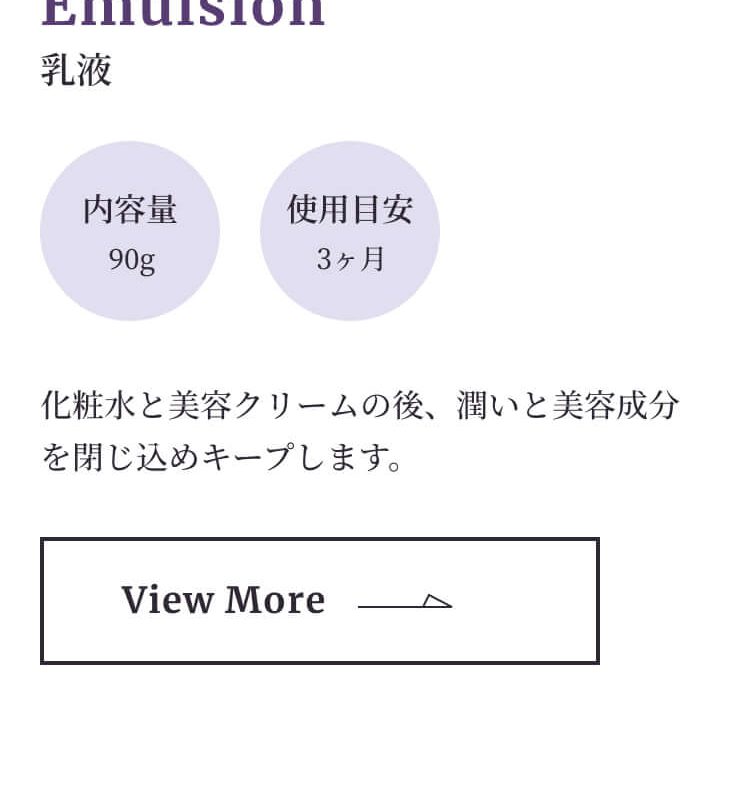 Emulsion
乳液
内容量
90g
使用目安
3ヶ月
化粧水と美容クリームの後、潤いと美容成分
を閉じ込めキープします。
View More